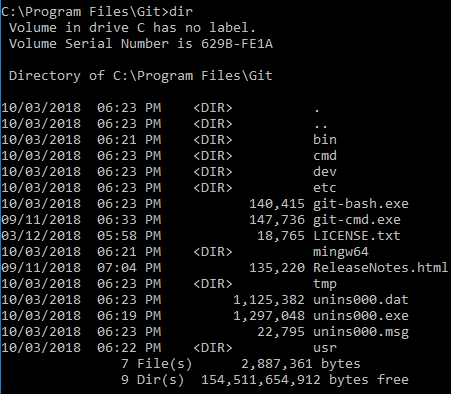 C:\Program Files\Git>dir
 Volume in drive C has no label.
 Volume Serial Number is 629B-FE1A

 Directory of C:\Program Files\Git

10/03/2018  06:23 PM    <DIR>          .
10/03/2018  06:23 PM    <DIR>          ..
10/03/2018  06:21 PM    <DIR>          bin
10/03/2018  06:23 PM    <DIR>          cmd
10/03/2018  06:23 PM    <DIR>          dev
10/03/2018  06:23 PM    <DIR>          etc
10/03/2018  06:23 PM           140,415 git-bash.exe
09/11/2018  06:33 PM           147,736 git-cmd.exe
03/12/2018  05:58 PM            18,765 LICENSE.txt
10/03/2018  06:21 PM    <DIR>          mingw64
09/11/2018  07:04 PM           135,220 ReleaseNotes.html
10/03/2018  06:23 PM    <DIR>          tmp
10/03/2018  06:23 PM         1,125,382 unins000.dat
10/03/2018  06:19 PM         1,297,048 unins000.exe
10/03/2018  06:23 PM            22,795 unins000.msg
10/03/2018  06:22 PM    <DIR>          usr
               7 File(s)      2,887,361 bytes
               9 Dir(s)  154,511,654,912 bytes free